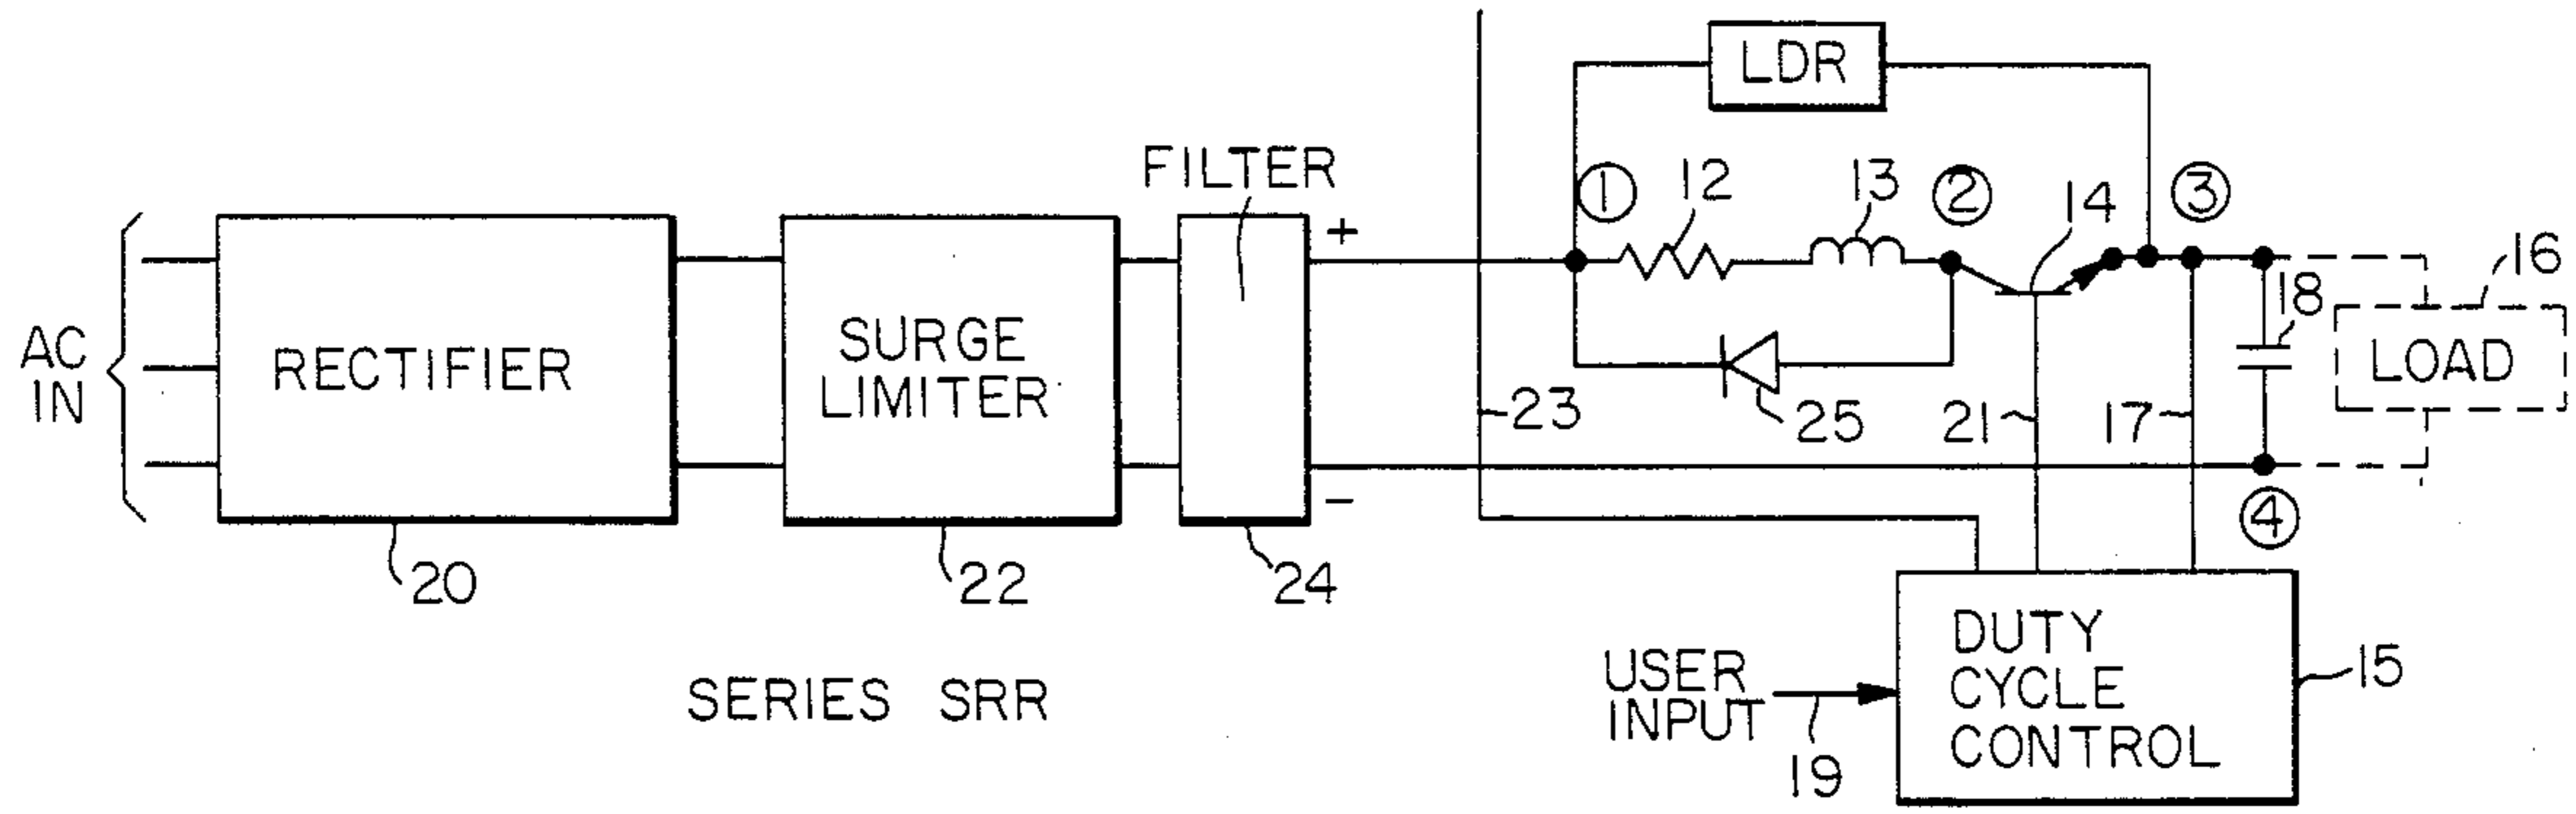 LDR
FILTER
① 12 13 ② 14 ③
+
16
18
AC
IN
RECTIFIER
SURGE
LIMITER
LOAD
23
25
21
17
−
④
20
22
24
DUTY
CYCLE
CONTROL
15
USER
INPUT
19
SERIES SRR